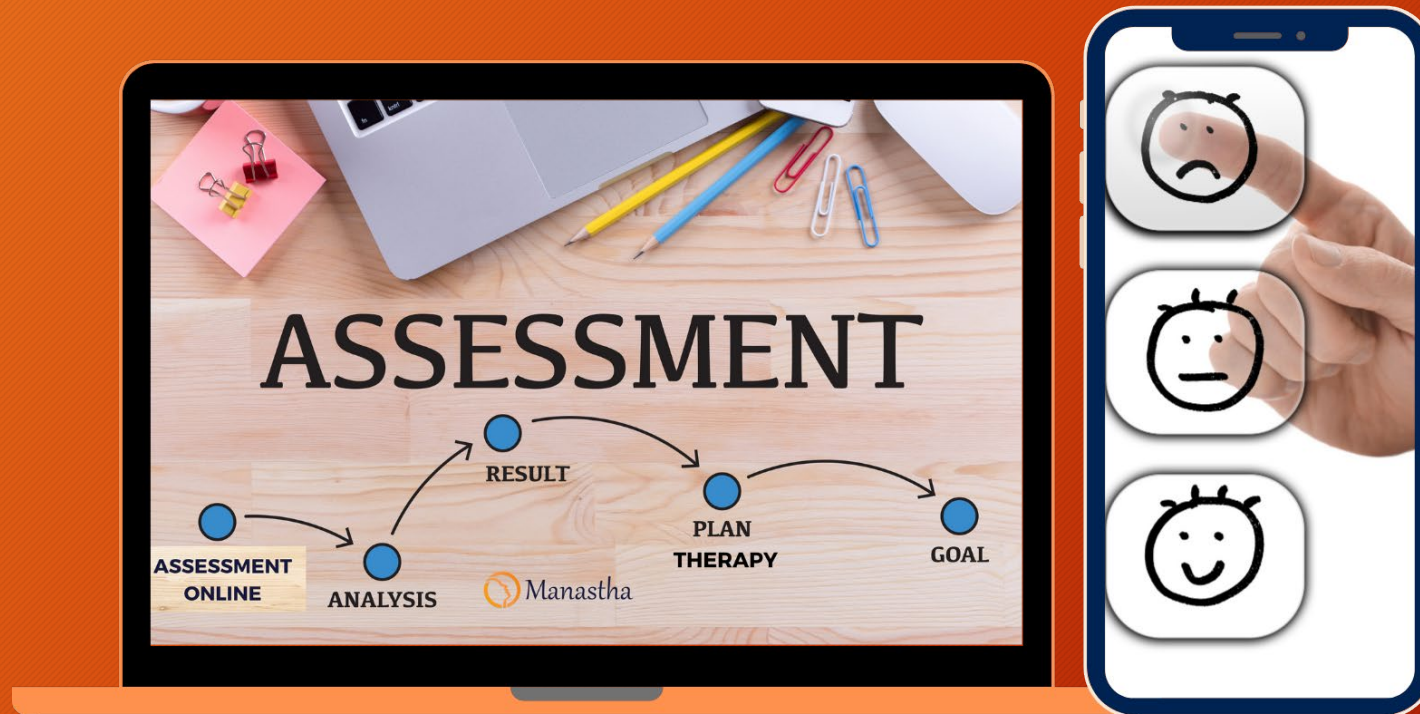 ASSESSMENT
RESULT
PLAN
THERAPY
GOAL
ASSESSMENT
ONLINE
ANALYSIS
Manastha